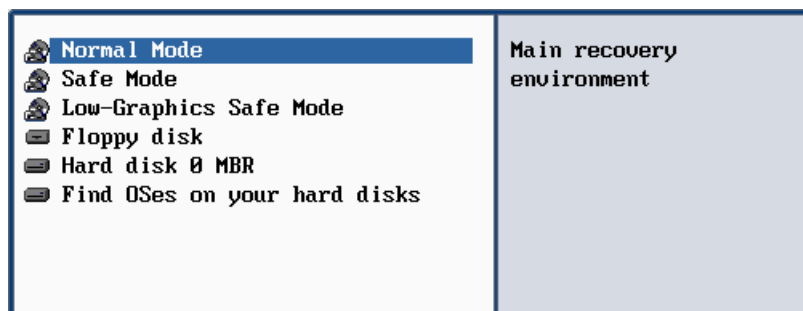 Normal Mode
Safe Mode
Low-Graphics Safe Mode
Floppy disk
Hard disk 0 MBR
Find OSes on your hard disks
Main recovery
environment